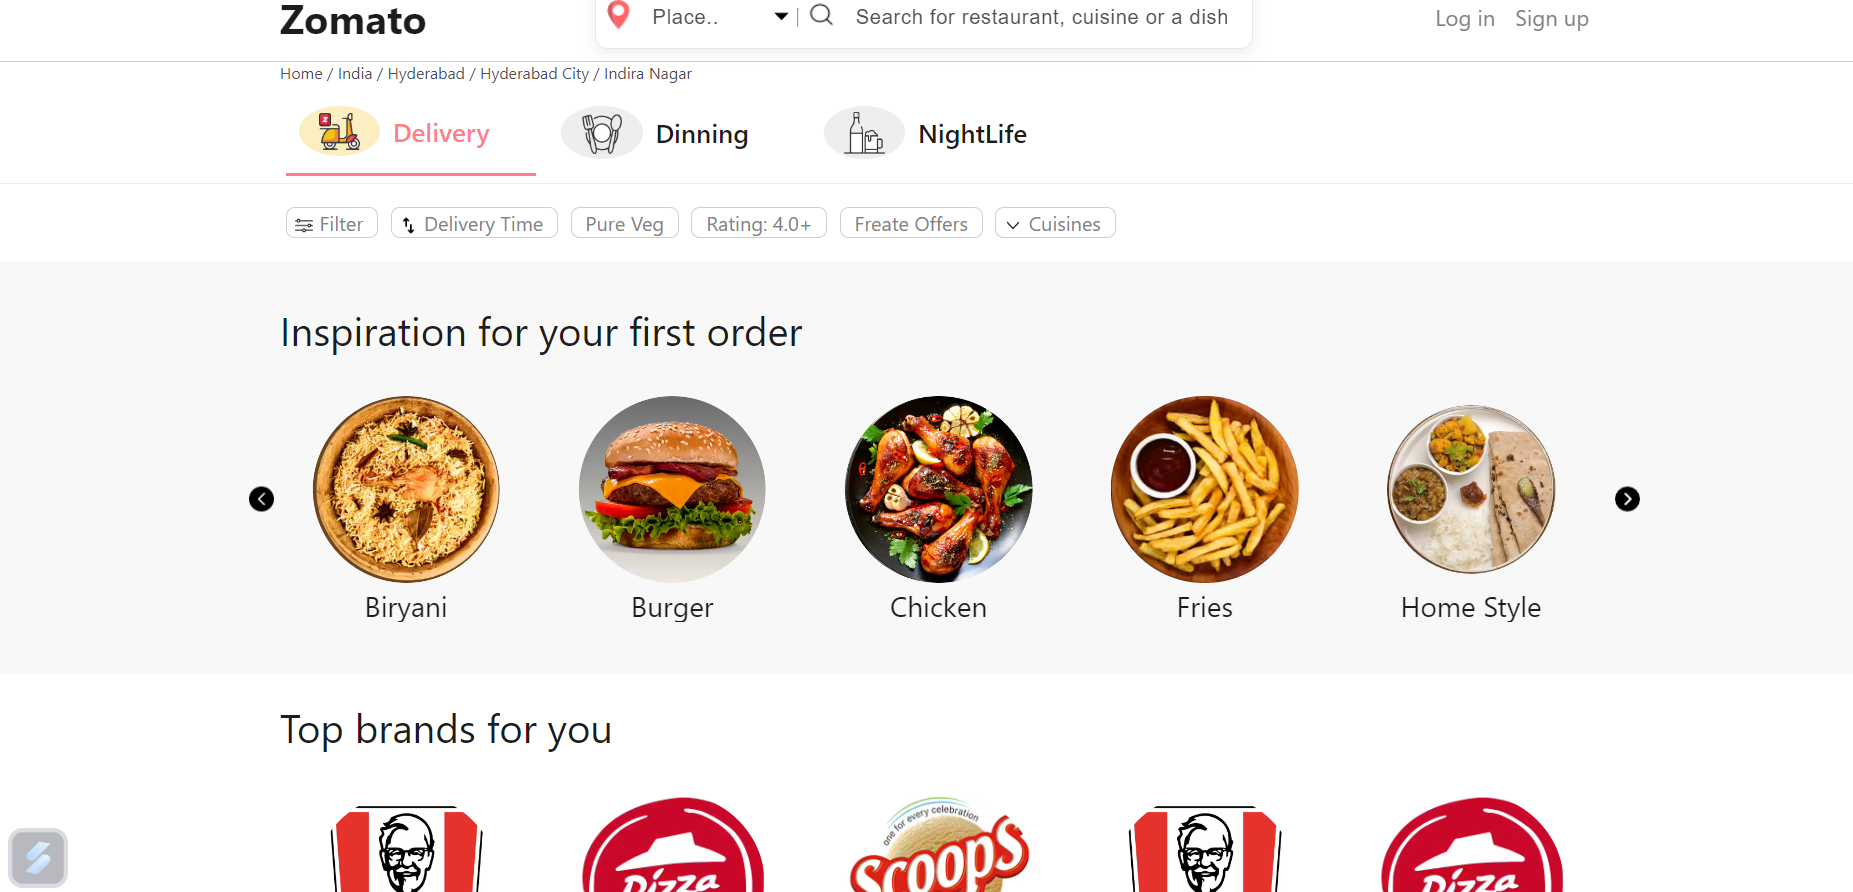 Zomato
Place..
Search for restaurant, cuisine or a dish
Log in
Sign up
Home / India / Hyderabad / Hyderabad City / Indira Nagar
Delivery
Dinning
NightLife
Filter
Delivery Time
Pure Veg
Rating: 4.0+
Freate Offers
Cuisines
Inspiration for your first order
Biryani
Burger
Chicken
Fries
Home Style
Top brands for you
one for every celebration
Pizza
Scoops
Pizza